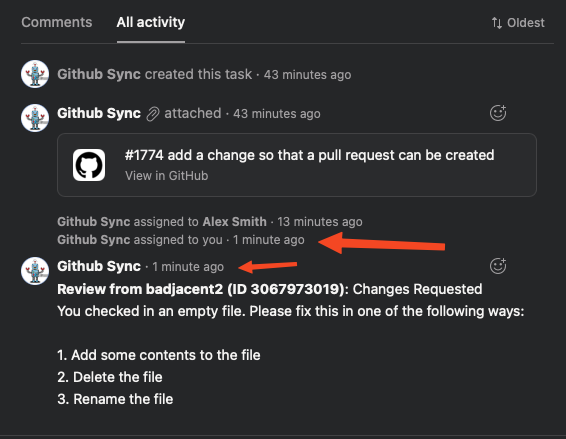 Comments All activity Oldest
Github Sync created this task · 43 minutes ago
Github Sync attached · 43 minutes ago
#1774 add a change so that a pull request can be created
View in GitHub
Github Sync assigned to Alex Smith · 13 minutes ago
Github Sync assigned to you · 1 minute ago
Github Sync · 1 minute ago
Review from badjacent2 (ID 3067973019): Changes Requested
You checked in an empty file. Please fix this in one of the following ways:
1. Add some contents to the file
2. Delete the file
3. Rename the file